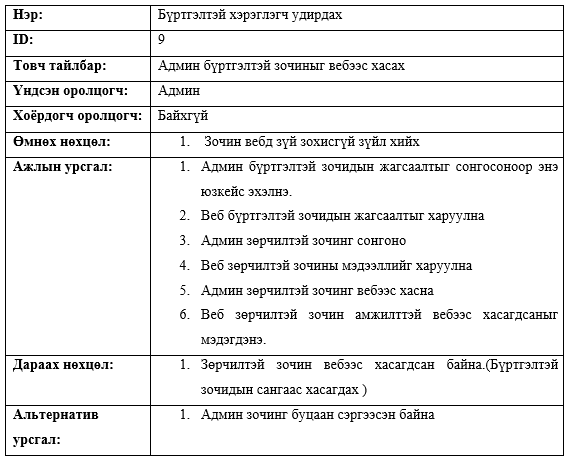 Нэр: Бүртгэлтэй хэрэглэгч удирдах
ID: 9
Товч тайлбар: Админ бүртгэлтэй зочиныг вебээс хасах
Үндсэн оролцогч: Админ
Хоёрдогч оролцогч: Байхгүй
Өмнөх нөхцөл: 1. Зочин вебд зүй зохисгүй зүйл хийх
Ажлын урсгал: 1. Админ бүртгэлтэй зочидын жагсаалтыг сонгосоноор энэ
юзкейс эхэлнэ.
2. Веб бүртгэлтэй зочидын жагсаалтыг харуулна
3. Админ зөрчилтэй зочинг сонгоно
4. Веб зөрчилтэй зочины мэдээллийг харуулна
5. Админ зөрчилтэй зочинг вебээс хасна
6. Веб зөрчилтэй зочин амжилттэй вебээс хасагдсаныг
мэдэгдэнэ.
Дараах нөхцөл: 1. Зөрчилтэй зочин вебээс хасагдсан байна.(Бүртгэлтэй
зочидын сангаас хасагдах )
Альтернатив 1. Админ зочинг буцаан сэргээсэн байна
урсгал: